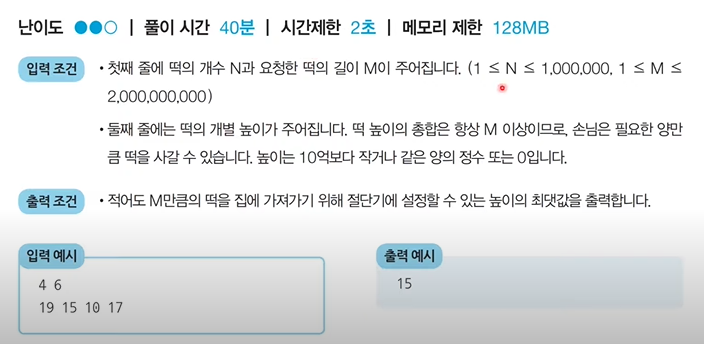 난이도 ●●○ | 풀이 시간 40분 | 시간제한 2초 | 메모리 제한 128MB
입력 조건 • 첫째 줄에 떡의 개수 N과 요청한 떡의 길이 M이 주어집니다. (1 ≤ N ≤ 1,000,000, 1 ≤ M ≤
2,000,000,000)
• 둘째 줄에는 떡의 개별 높이가 주어집니다. 떡 높이의 총합은 항상 M 이상이므로, 손님은 필요한 양만
큼 떡을 사갈 수 있습니다. 높이는 10억보다 작거나 같은 양의 정수 또는 0입니다.
출력 조건 • 적어도 M만큼의 떡을 집에 가져가기 위해 절단기에 설정할 수 있는 높이의 최댓값을 출력합니다.
입력 예시
4 6
19 15 10 17
출력 예시
15